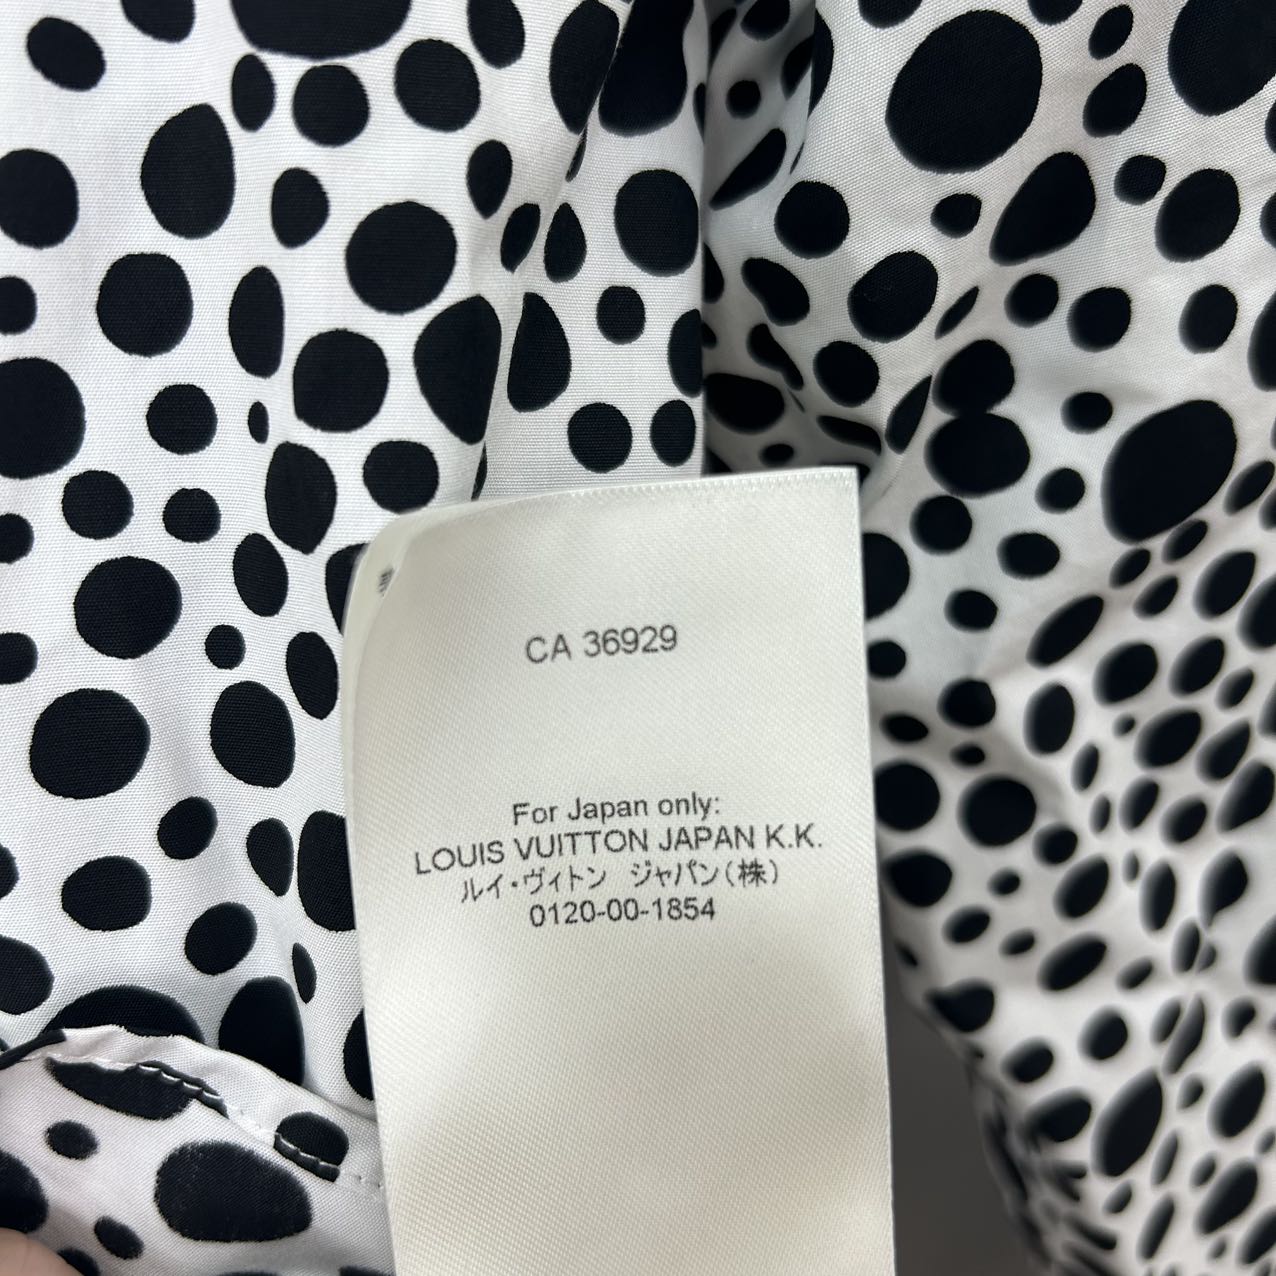 CA 36929
For Japan only:
LOUIS VUITTON JAPAN K.K.
ルイ・ヴィトン ジャパン(株)
0120-00-1854